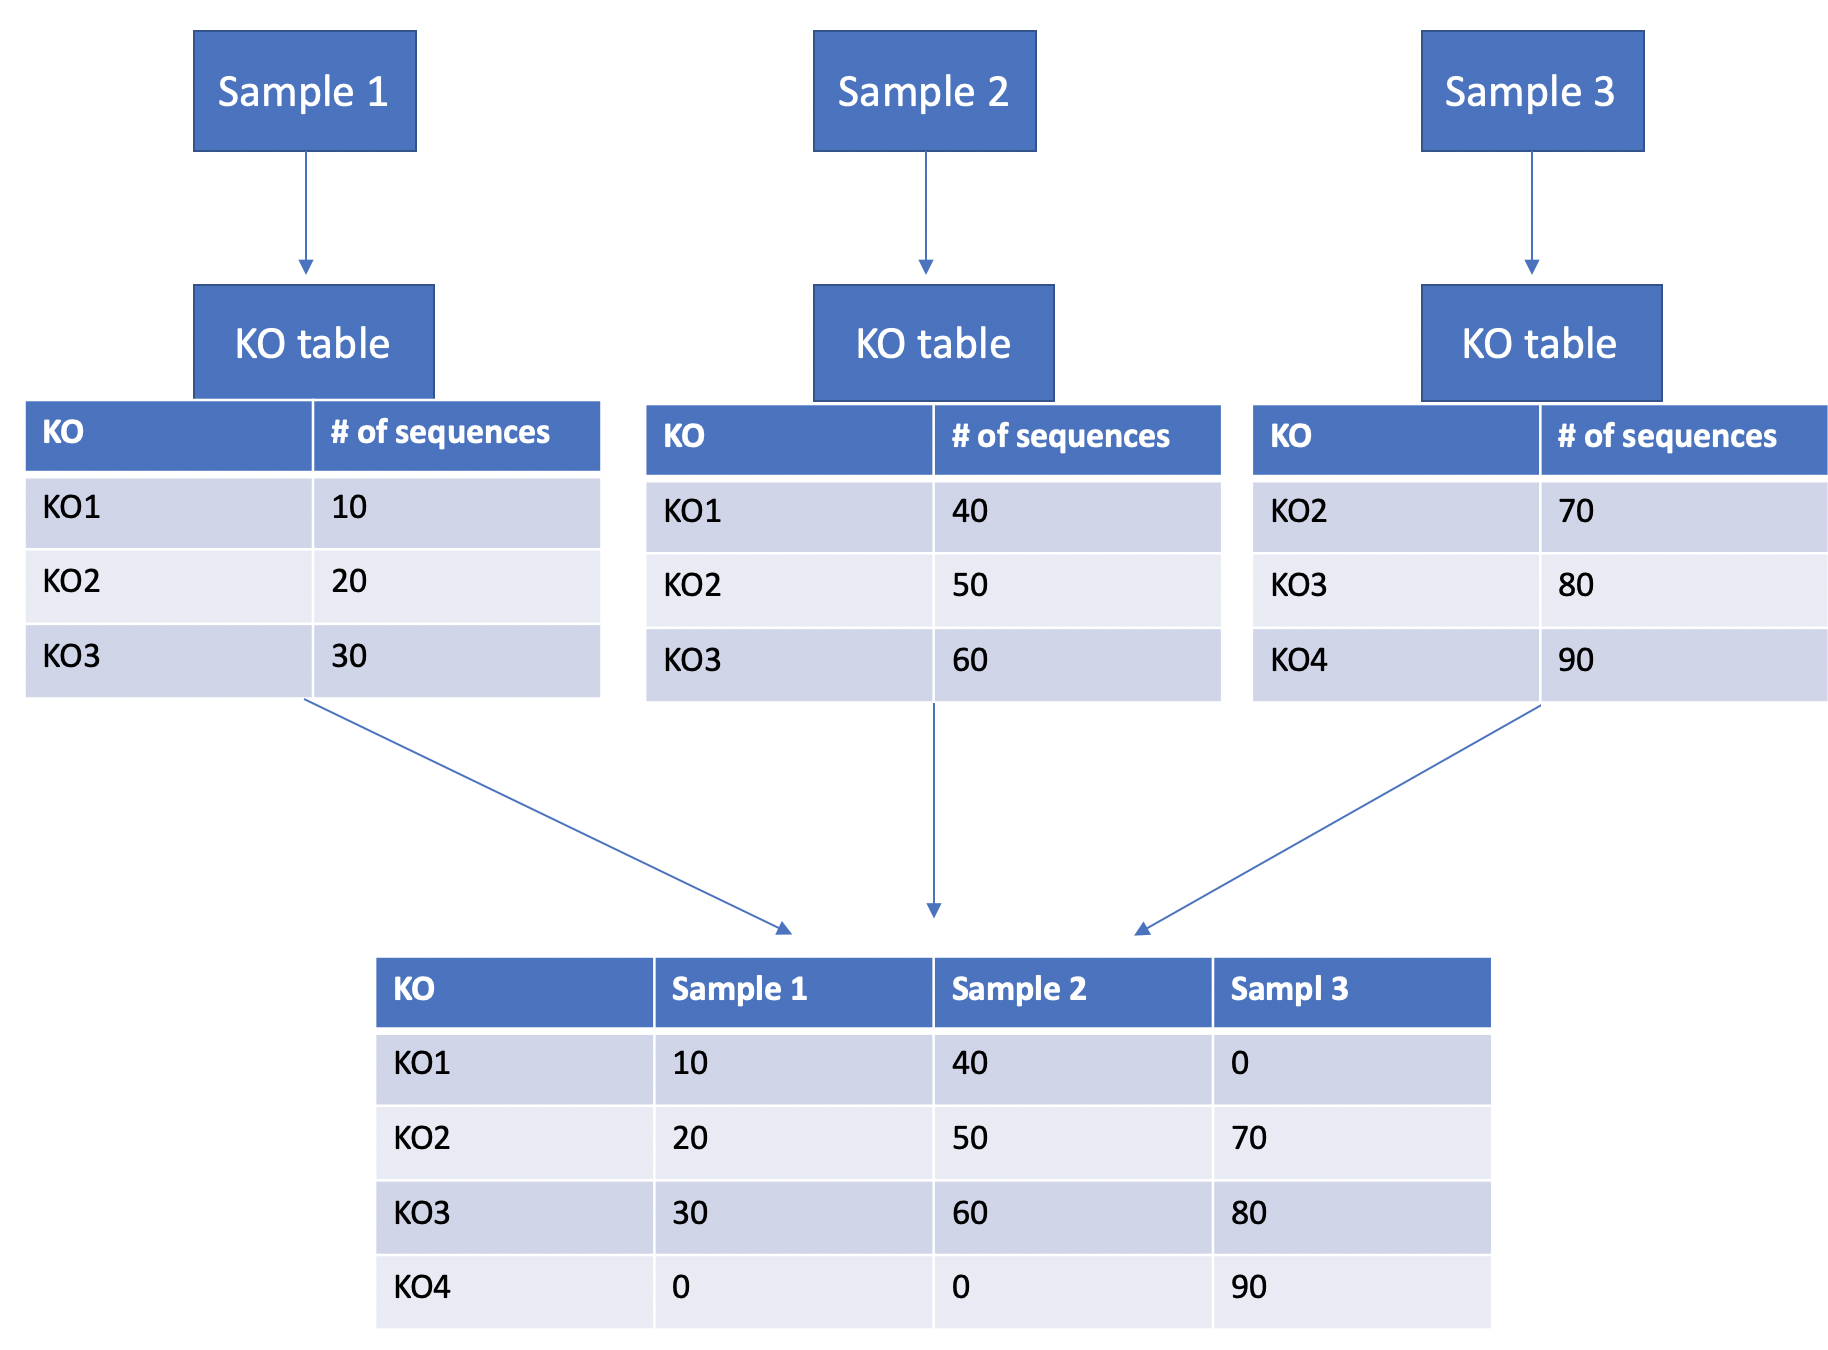 Sample 1 Sample 2 Sample 3
KO table KO table KO table
KO # of sequences
KO1 10
KO2 20
KO3 30
KO # of sequences
KO1 40
KO2 50
KO3 60
KO # of sequences
KO2 70
KO3 80
KO4 90
KO Sample 1 Sample 2 Sampl 3
KO1 10 40 0
KO2 20 50 70
KO3 30 60 80
KO4 0 0 90